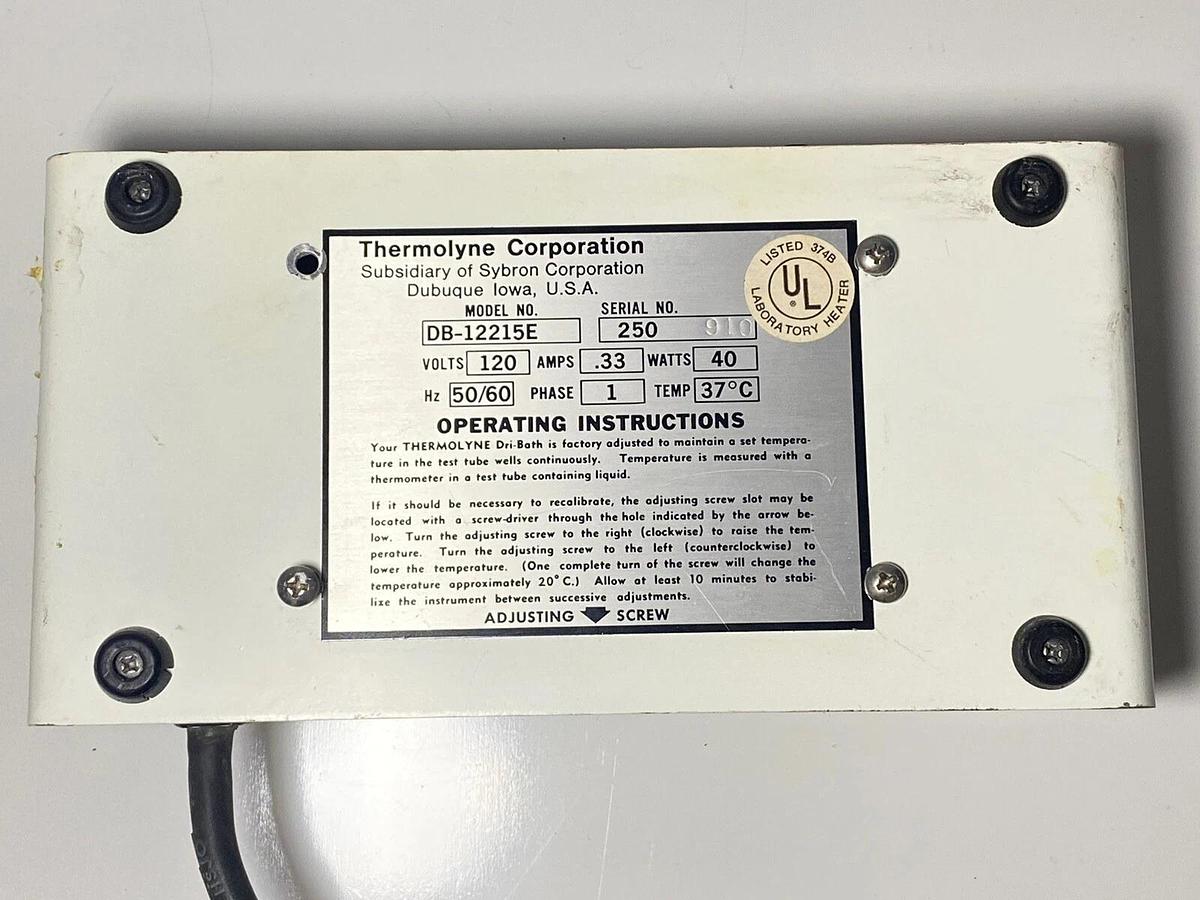 Thermolyne Corporation
Subsidiary of Sybron Corporation
Dubuque Iowa, U.S.A.
LISTED 374B
UL
®
LABORATORY HEATER
MODEL NO. SERIAL NO.
DB-12215E 250 910
VOLTS 120 AMPS .33 WATTS 40
Hz 50/60 PHASE 1 TEMP 37°C
OPERATING INSTRUCTIONS
Your THERMOLYNE Dri-Bath is factory adjusted to maintain a set tempera-
ture in the test tube wells continuously. Temperature is measured with a
thermometer in a test tube containing liquid.
If it should be necessary to recalibrate, the adjusting screw slot may be
located with a screw-driver through the hole indicated by the arrow be-
low. Turn the adjusting screw to the right (clockwise) to raise the tem-
perature. Turn the adjusting screw to the left (counterclockwise) to
lower the temperature. (One complete turn of the screw will change the
temperature approximately 20°C.) Allow at least 10 minutes to stabi-
lize the instrument between successive adjustments.
ADJUSTING SCREW